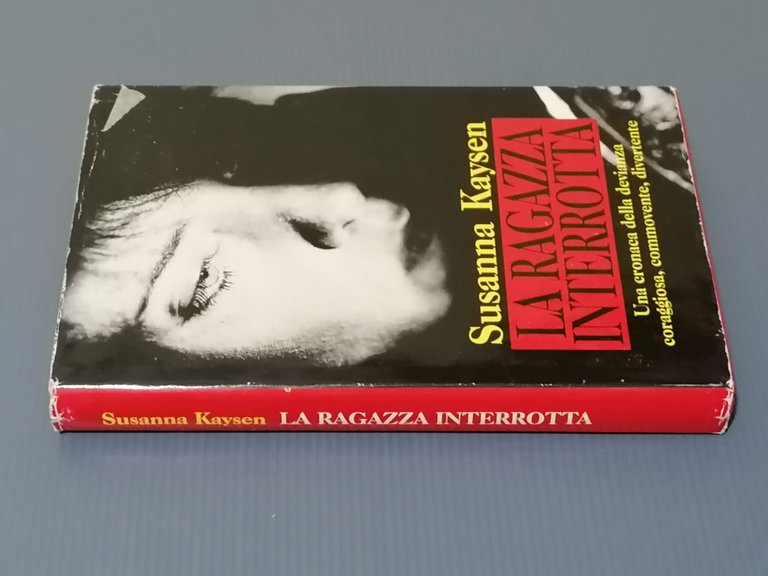 Susanna Kaysen
LA RAGAZZA
INTERROTTA
Una cronaca della devianza
coraggiosa, commovente, divertente
Susanna Kaysen LA RAGAZZA INTERROTTA